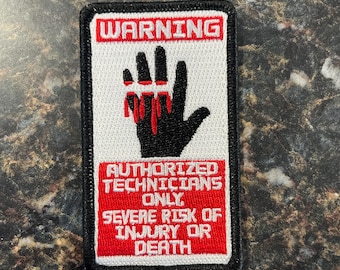 WARNING
AUTHORIZED
TECHNICIANS
ONLY,
SEVERE RISK OF
INJURY OR
DEATH